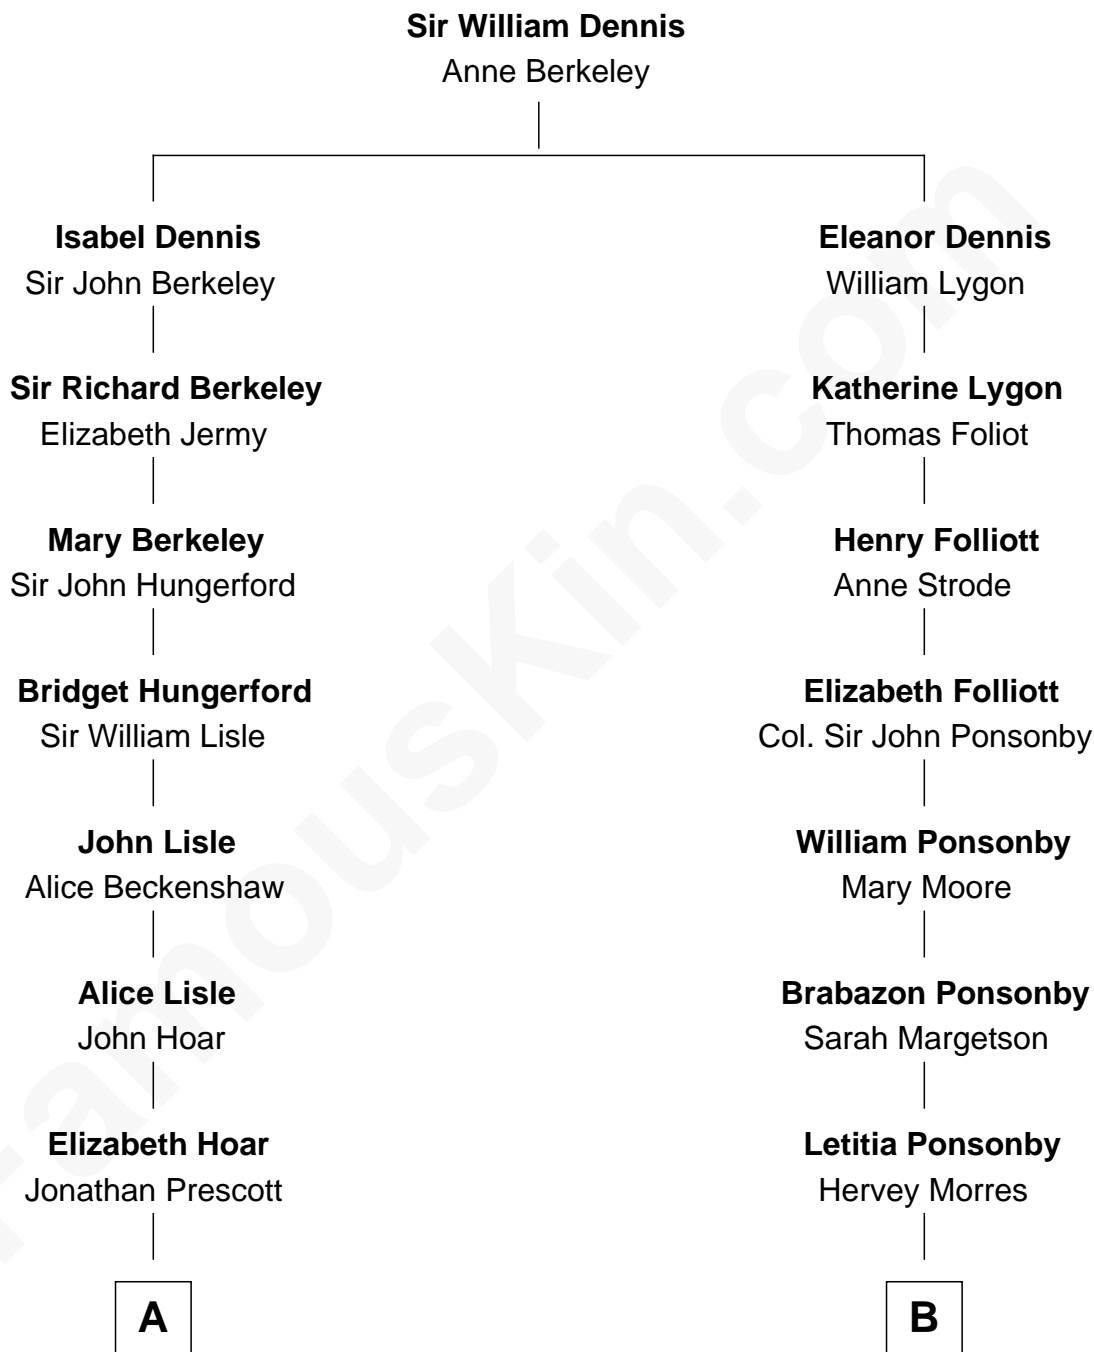 Sir William Dennis
Anne Berkeley
Isabel Dennis
Sir John Berkeley
Eleanor Dennis
William Lygon
Sir Richard Berkeley
Elizabeth Jermy
Katherine Lygon
Thomas Foliot
Mary Berkeley
Sir John Hungerford
Henry Folliott
Anne Strode
Bridget Hungerford
Sir William Lisle
Elizabeth Folliott
Col. Sir John Ponsonby
John Lisle
Alice Beckenshaw
William Ponsonby
Mary Moore
Alice Lisle
John Hoar
Brabazon Ponsonby
Sarah Margetson
Elizabeth Hoar
Jonathan Prescott
Letitia Ponsonby
Hervey Morres
A
B
FamousKin.com